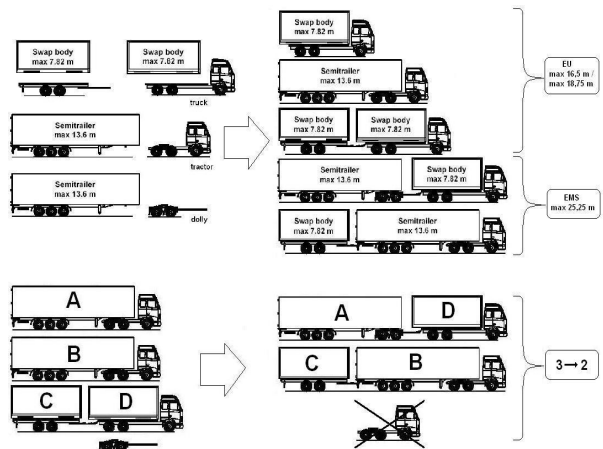 Swap body
max 7.82 m
Swap body
max 7.82 m
truck
Semitrailer
max 13.6 m
tractor
Semitrailer
max 13.6 m
dolly
Swap body
max 7.82 m
Semitrailer
max 13.6 m
Swap body
max 7.82 m
Swap body
max 7.82 m
EU
max 16,5 m /
max 18,75 m
Semitrailer
max 13.6 m
Swap body
max 7.82 m
Swap body
max 7.82 m
Semitrailer
max 13.6 m
EMS
max 25,25 m
A
B
C
D
A
D
C
B
3→2